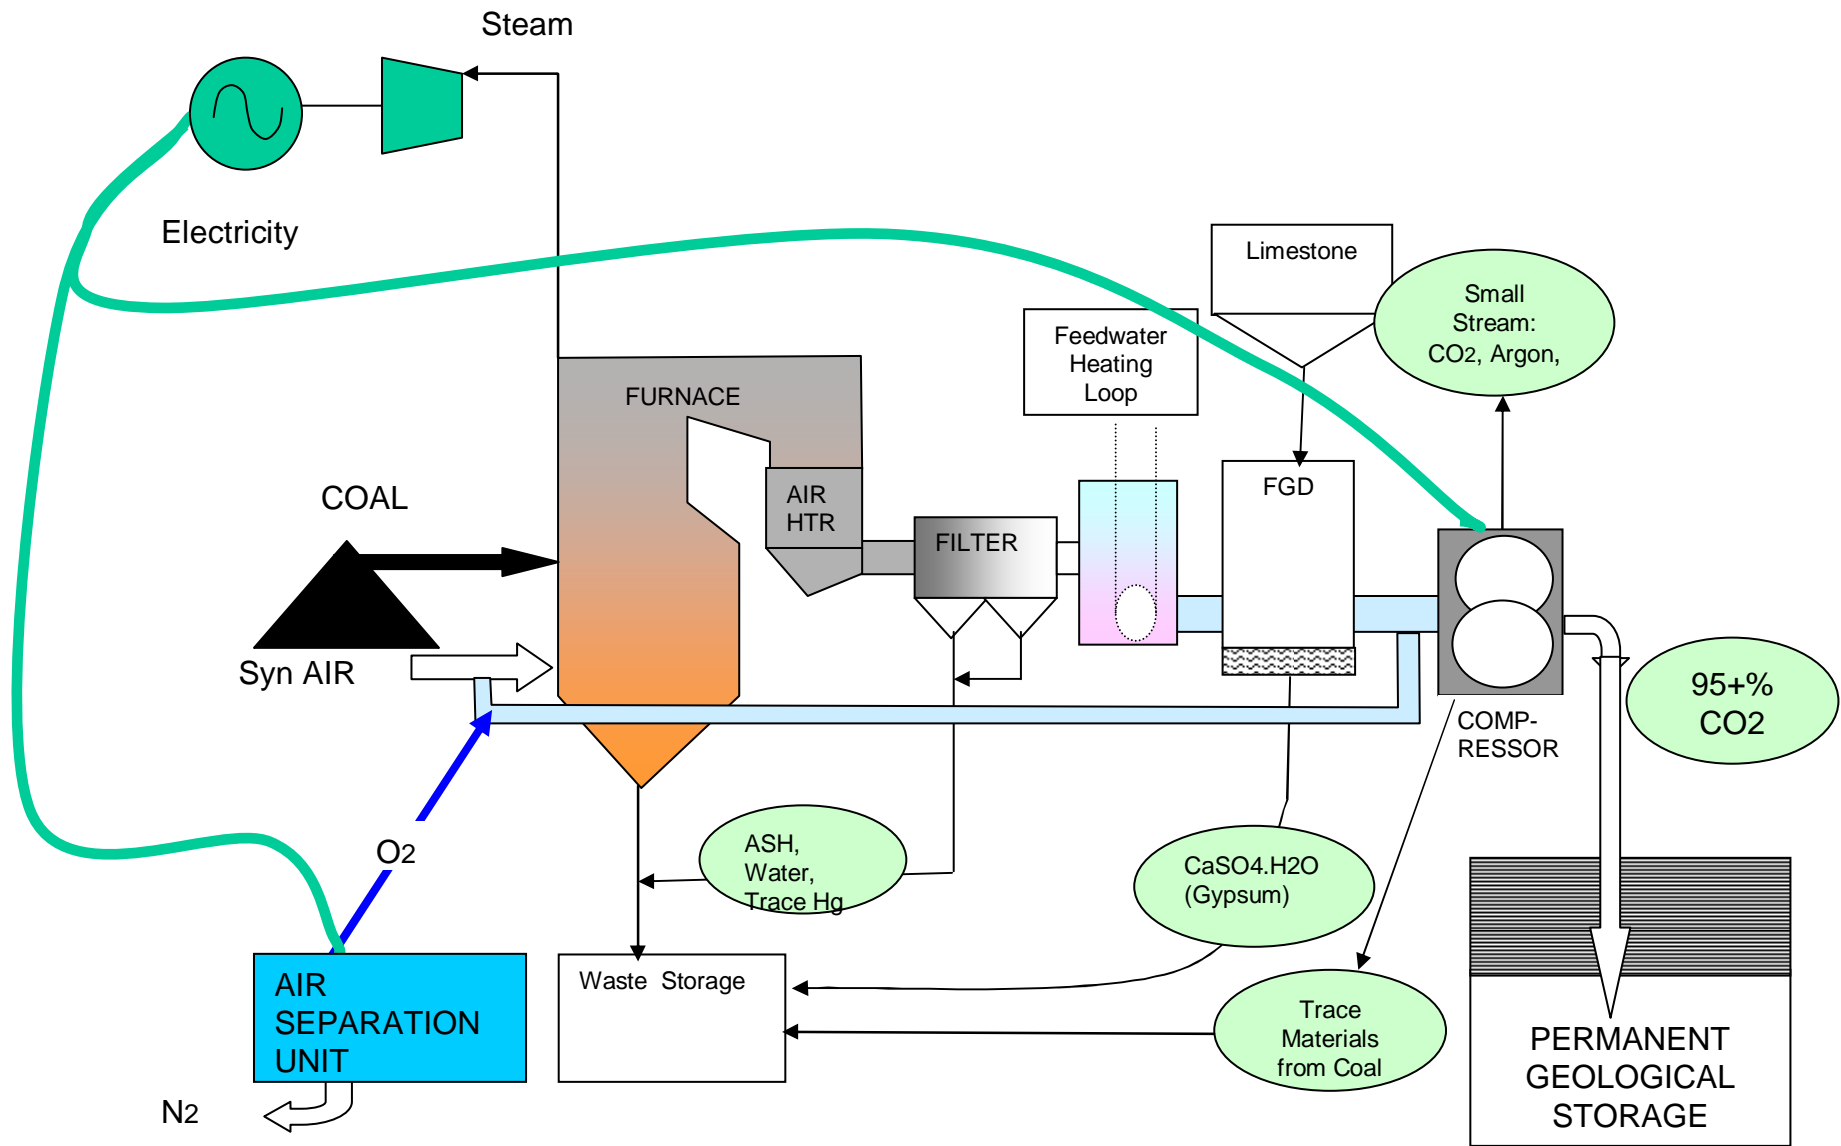 Steam
Electricity
Limestone
Small
Stream:
CO2, Argon,
Feedwater
Heating
Loop
FURNACE
COAL
AIR
HTR
FILTER
FGD
Syn AIR
95+%
CO2
COMP-
RESSOR
O2
ASH,
Water,
Trace Hg
CaSO4.H2O
(Gypsum)
AIR
SEPARATION
UNIT
Waste Storage
Trace
Materials
from Coal
PERMANENT
GEOLOGICAL
STORAGE
N2